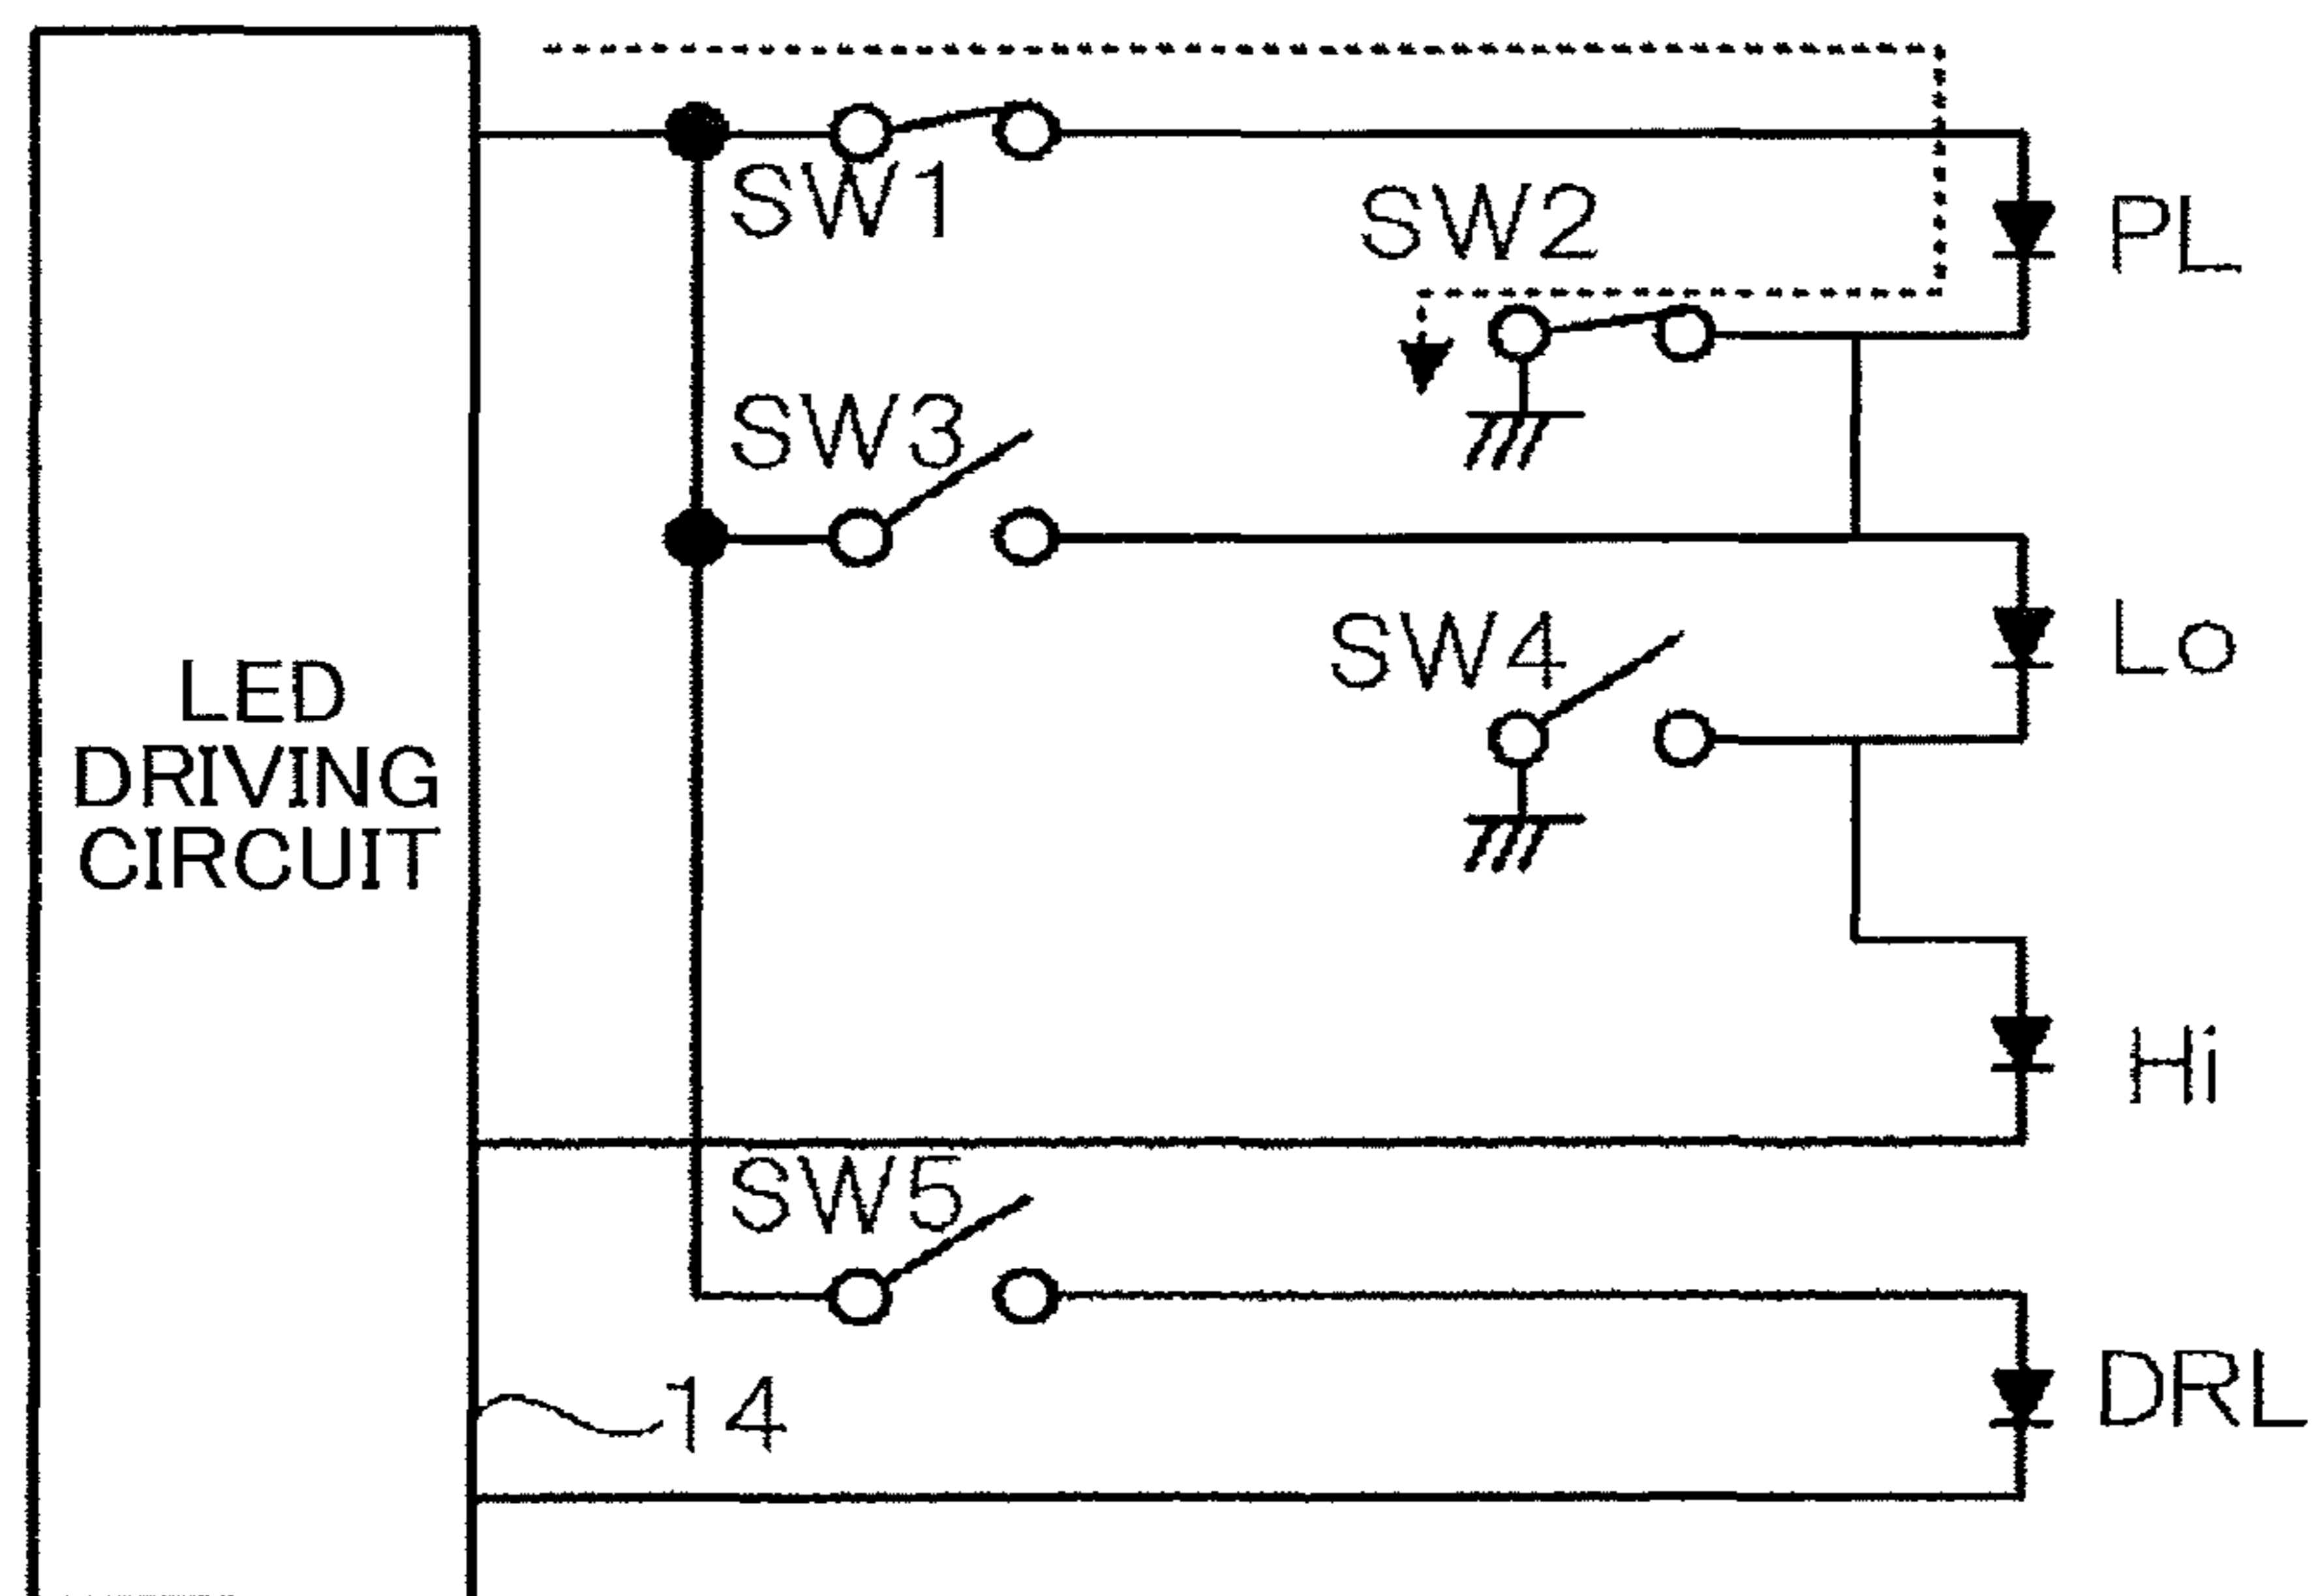 SW1
SW2
PL
SW3
SW4
Lo
LED
DRIVING
CIRCUIT
Hi
SW5
DRL
14